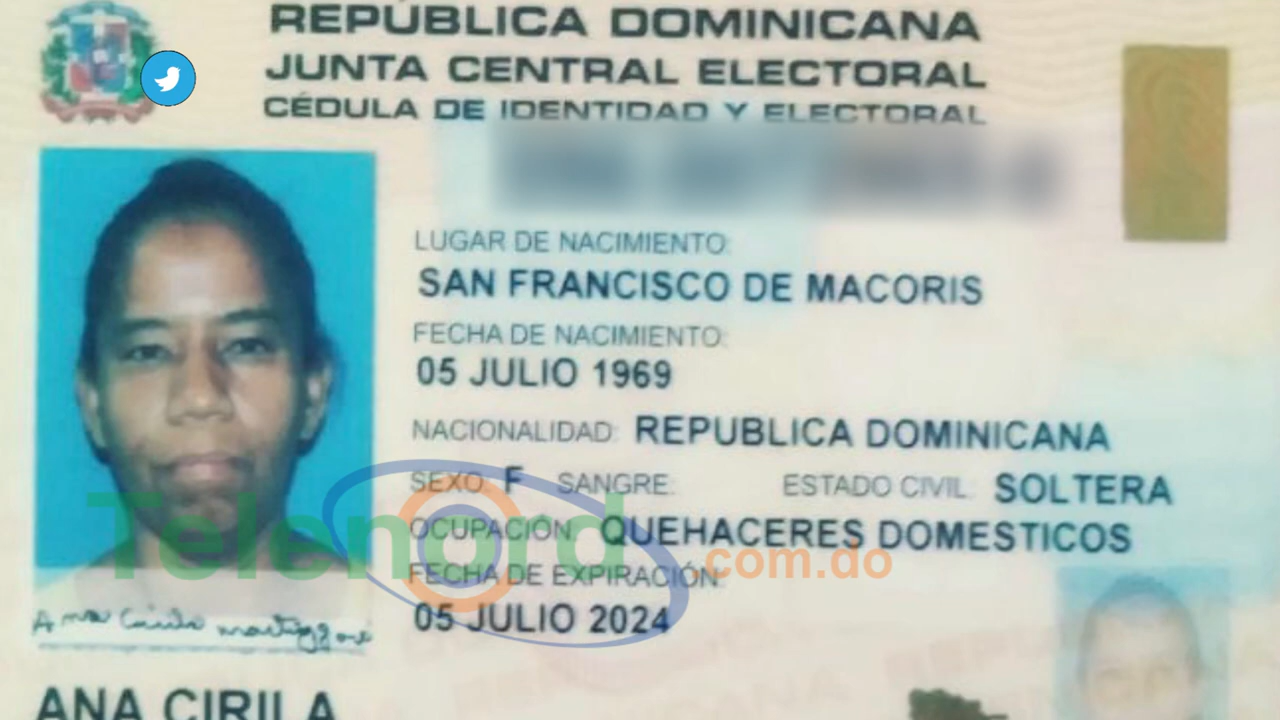 REPÚBLICA DOMINICANA
JUNTA CENTRAL ELECTORAL
CÉDULA DE IDENTIDAD Y ELECTORAL
LUGAR DE NACIMIENTO:
SAN FRANCISCO DE MACORIS
FECHA DE NACIMIENTO:
05 JULIO 1969
NACIONALIDAD: REPUBLICA DOMINICANA
SEXO: F SANGRE: ESTADO CIVIL: SOLTERA
OCUPACIÓN: QUEHACERES DOMESTICOS
Telenord.com.do
FECHA DE EXPIRACIÓN:
05 JULIO 2024
Ana Cirila
ANA CIRILA